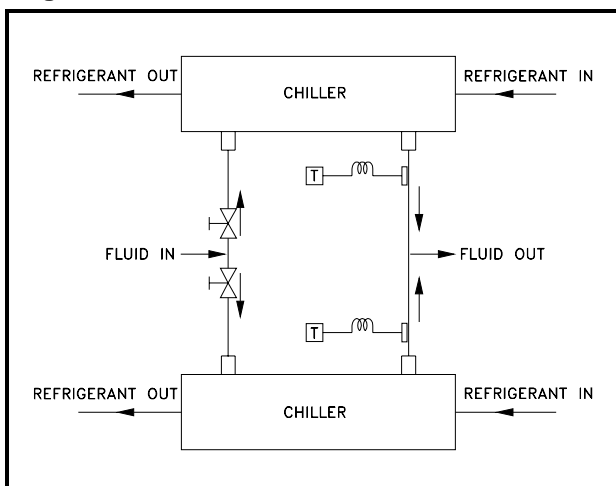 REFRIGERANT OUT
REFRIGERANT IN
CHILLER
T
FLUID IN
FLUID OUT
T
REFRIGERANT OUT
REFRIGERANT IN
CHILLER